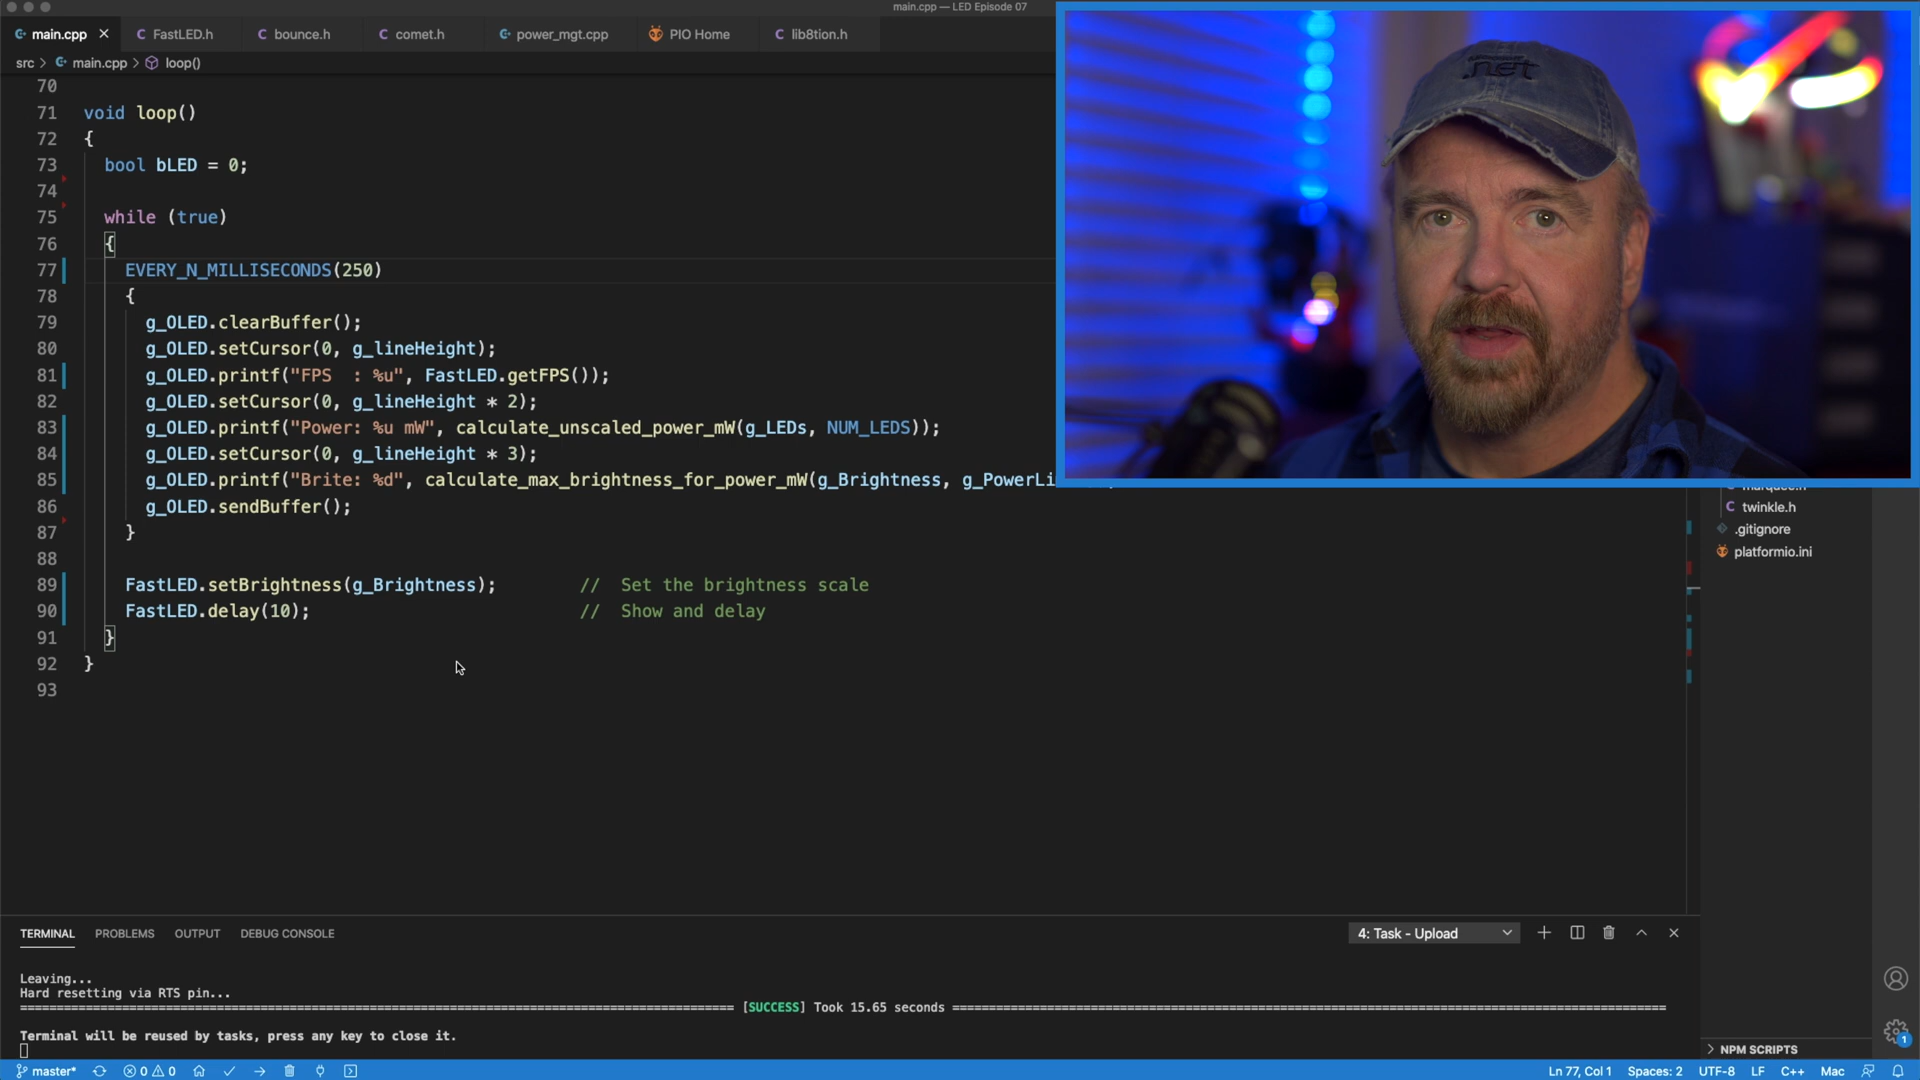 main.cpp — LED Episode 07
main.cpp
FastLED.h
bounce.h
comet.h
power_mgt.cpp
PIO Home
lib8tion.h
src > main.cpp > loop()
70
71 void loop()
72 {
73 bool bLED = 0;
74
75 while (true)
76 {
77 EVERY_N_MILLISECONDS(250)
78 {
79 g_OLED.clearBuffer();
80 g_OLED.setCursor(0, g_lineHeight);
81 g_OLED.printf("FPS  : %u", FastLED.getFPS());
82 g_OLED.setCursor(0, g_lineHeight * 2);
83 g_OLED.printf("Power: %u mW", calculate_unscaled_power_mW(g_LEDs, NUM_LEDS));
84 g_OLED.setCursor(0, g_lineHeight * 3);
85 g_OLED.printf("Brite: %d", calculate_max_brightness_for_power_mW(g_Brightness, g_PowerLi
86 g_OLED.sendBuffer();
87 }
88
89 FastLED.setBrightness(g_Brightness); // Set the brightness scale
90 FastLED.delay(10); // Show and delay
91 }
92 }
93
.net
marquee.h
twinkle.h
.gitignore
platformio.ini
TERMINAL PROBLEMS OUTPUT DEBUG CONSOLE
4: Task - Upload
Leaving...
Hard resetting via RTS pin...
[SUCCESS] Took 15.65 seconds
Terminal will be reused by tasks, press any key to close it.
NPM SCRIPTS
1
master* 0 0
Ln 77, Col 1 Spaces: 2 UTF-8 LF C++ Mac